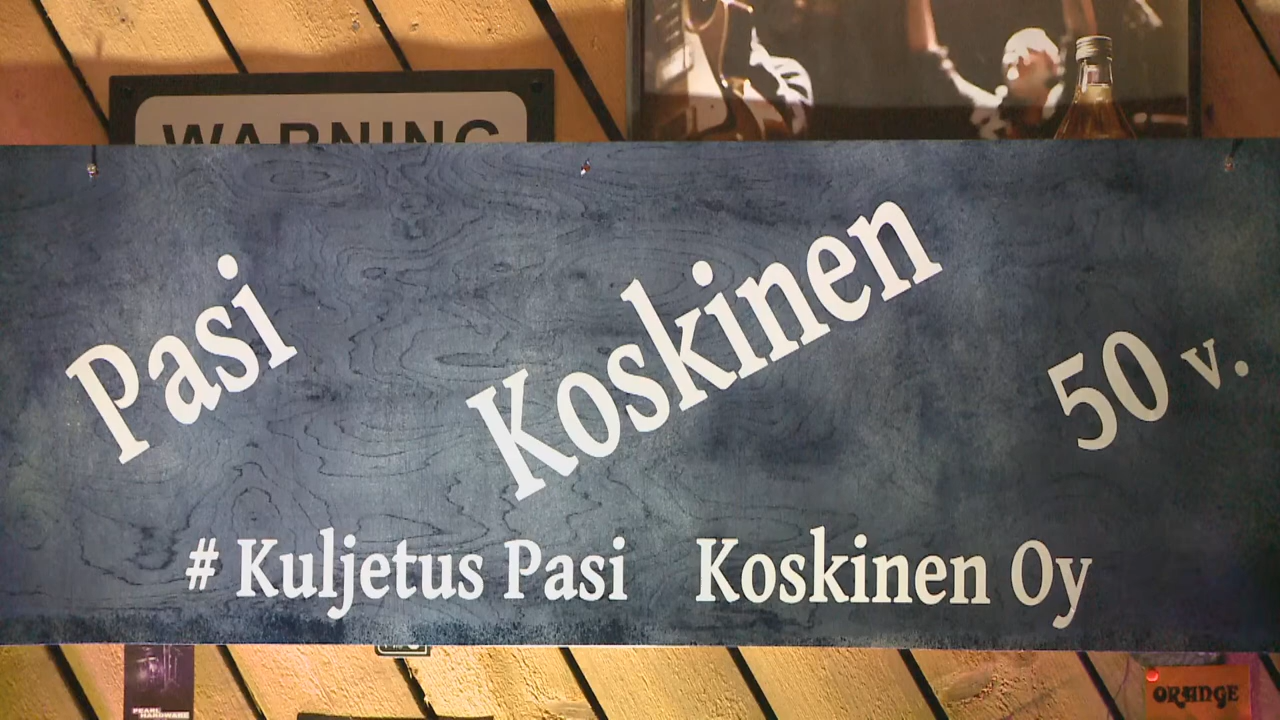 WARNING
Pasi Koskinen 50 v.
# Kuljetus Pasi Koskinen Oy
PEARL
HARDWARE
ORANGE